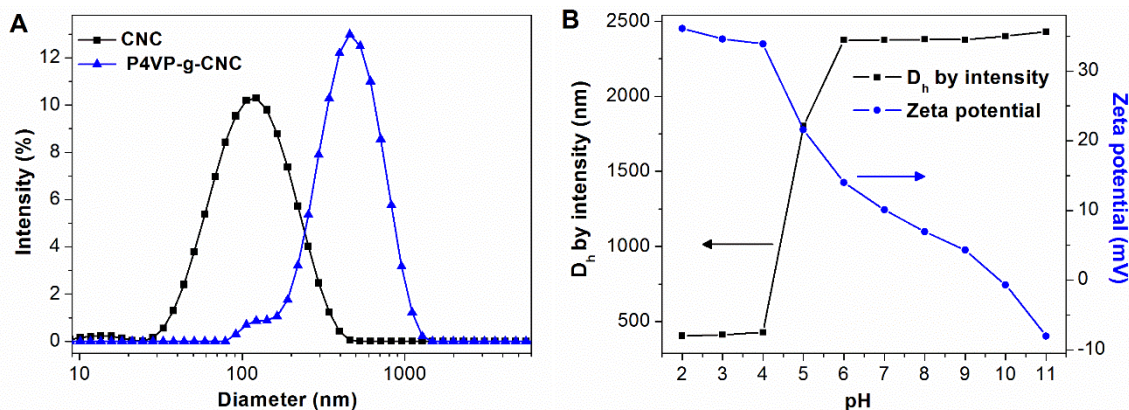 A
CNC
P4VP-g-CNC
Intensity (%)
12
10
8
6
4
2
0
10
100
1000
Diameter (nm)
B
D_h by intensity
Zeta potential
D_h by intensity (nm)
2500
2000
1500
1000
500
Zeta potential (mV)
30
20
10
0
-10
2 3 4 5 6 7 8 9 10 11
pH